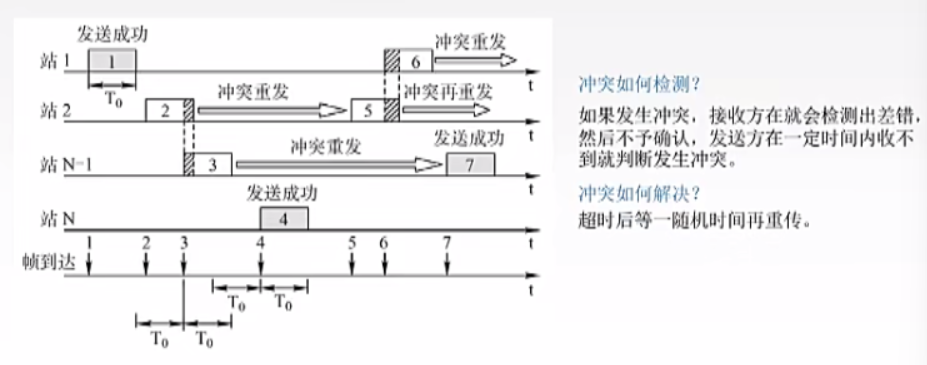 发送成功
站 1
1
T0
t
6
冲突重发
站 2
2
冲突重发
5
冲突再重发
t
站 N-1
3
冲突重发
发送成功
7
t
站 N
发送成功
4
t
帧到达
1 2 3 4 5 6 7
t
T0 T0
T0 T0
冲突如何检测？
如果发生冲突，接收方在就会检测出差错，
然后不予确认，发送方在一定时间内收不
到就判断发生冲突。
冲突如何解决？
超时后等一随机时间再重传。